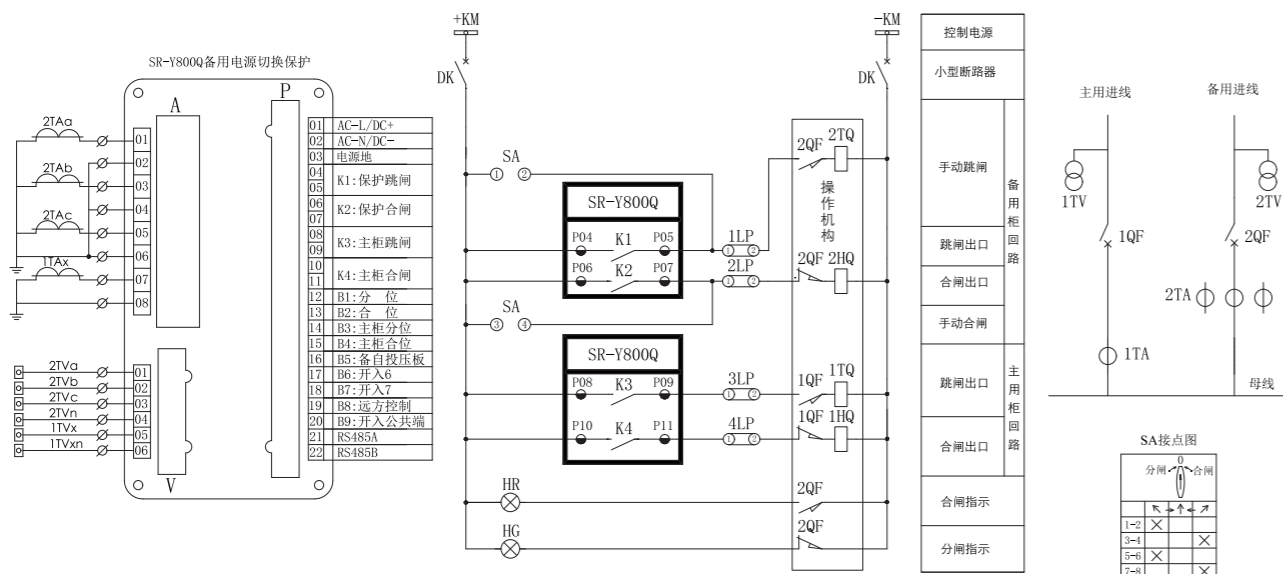 SR-Y800Q备用电源切换保护
A
P
2TAa
2TAb
2TAc
1TAx
01
02
03
04
05
06
07
08
2TVa
2TVb
2TVc
2TVn
1TVx
1TVxn
01
02
03
04
05
06
V
01 AC-L/DC+
02 AC-N/DC-
03 电源地
04
05 K1:保护跳闸
06
07 K2:保护合闸
08
09 K3:主柜跳闸
10
11 K4:主柜合闸
12 B1:分 位
13 B2:合 位
14 B3:主柜分位
15 B4:主柜合位
16 B5:备自投压板
17 B6:开入6
18 B7:开入7
19 B8:远方控制
20 B9:开入公共端
21 RS485A
22 RS485B
+KM
-KM
DK
DK
SA
① ②
2QF 2TQ
SR-Y800Q
P04 K1 P05
1LP
① ②
P06 K2 P07
2LP
① ②
2QF 2HQ
SA
③ ④
操作机构
SR-Y800Q
P08 K3 P09
3LP
① ②
1QF 1TQ
P10 K4 P11
4LP
① ②
1QF 1HQ
HR
2QF
HG
2QF
控制电源
小型断路器
手动跳闸
跳闸出口
合闸出口
手动合闸
备用柜回路
跳闸出口
合闸出口
主用柜回路
合闸指示
分闸指示
主用进线
备用进线
1TV
2TV
1QF
2QF
2TA
1TA
母线
SA接点图
0
分闸 合闸
↖ → ↑ ← ↗
1-2 ×
3-4 ×
5-6 ×
7-8 ×